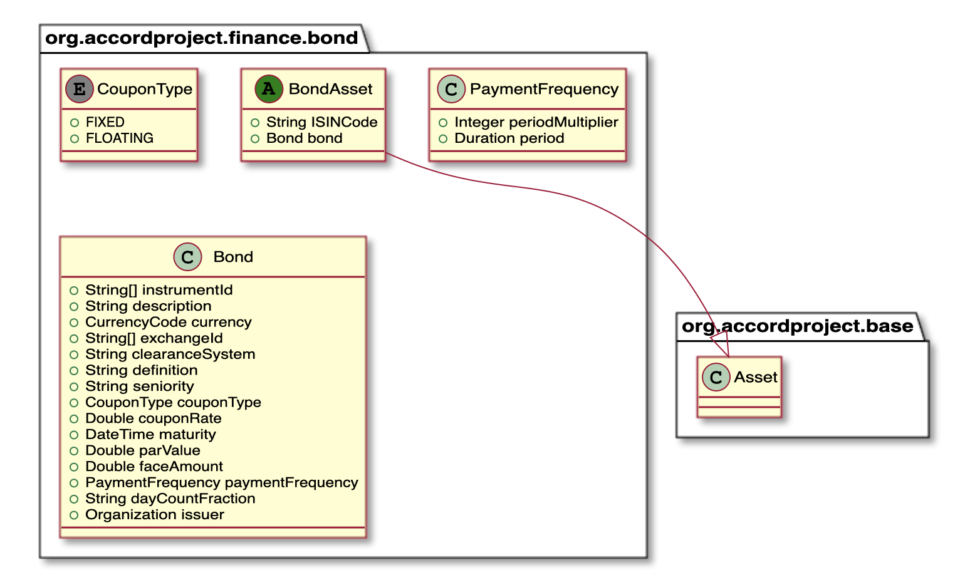 org.accordproject.finance.bond
E CouponType
FIXED
FLOATING
A BondAsset
String ISINCode
Bond bond
C PaymentFrequency
Integer periodMultiplier
Duration period
C Bond
String[] instrumentId
String description
CurrencyCode currency
String[] exchangeId
String clearanceSystem
String definition
String seniority
CouponType couponType
Double couponRate
DateTime maturity
Double parValue
Double faceAmount
PaymentFrequency paymentFrequency
String dayCountFraction
Organization issuer
org.accordproject.base
C Asset